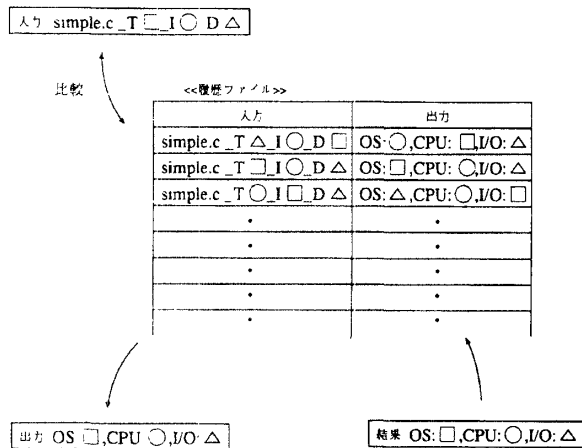 入力 simple.c _T □_I ○ D △
比較
<<履歴ファイル>>
入力 出力
simple.c _T △_I ○_D □ OS:○,CPU: □,I/O: △
simple.c _T □_I ○_D △ OS:□,CPU: ○,I/O: △
simple.c _T ○_I □_D △ OS:△,CPU: ○,I/O: □
・ ・
・ ・
・ ・
・ ・
・ ・
出力 OS □,CPU ○,I/O· △
結果 OS:□,CPU:○,I/O: △